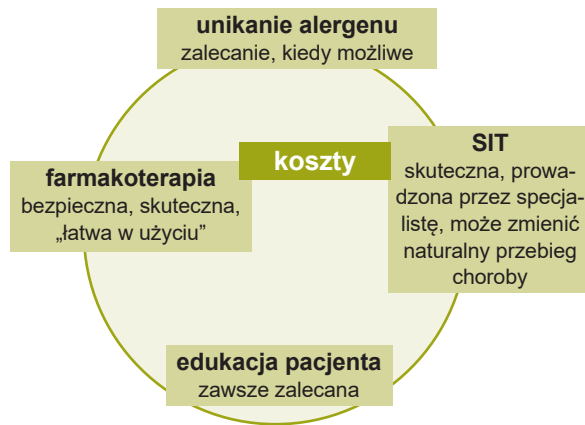 unikanie alergenu
zalecanie, kiedy możliwe
koszty
SIT
skuteczna, prowa-
dzona przez specja-
listę, może zmienić
naturalny przebieg
choroby
farmakoterapia
bezpieczna, skuteczna,
„łatwa w użyciu”
edukacja pacjenta
zawsze zalecana